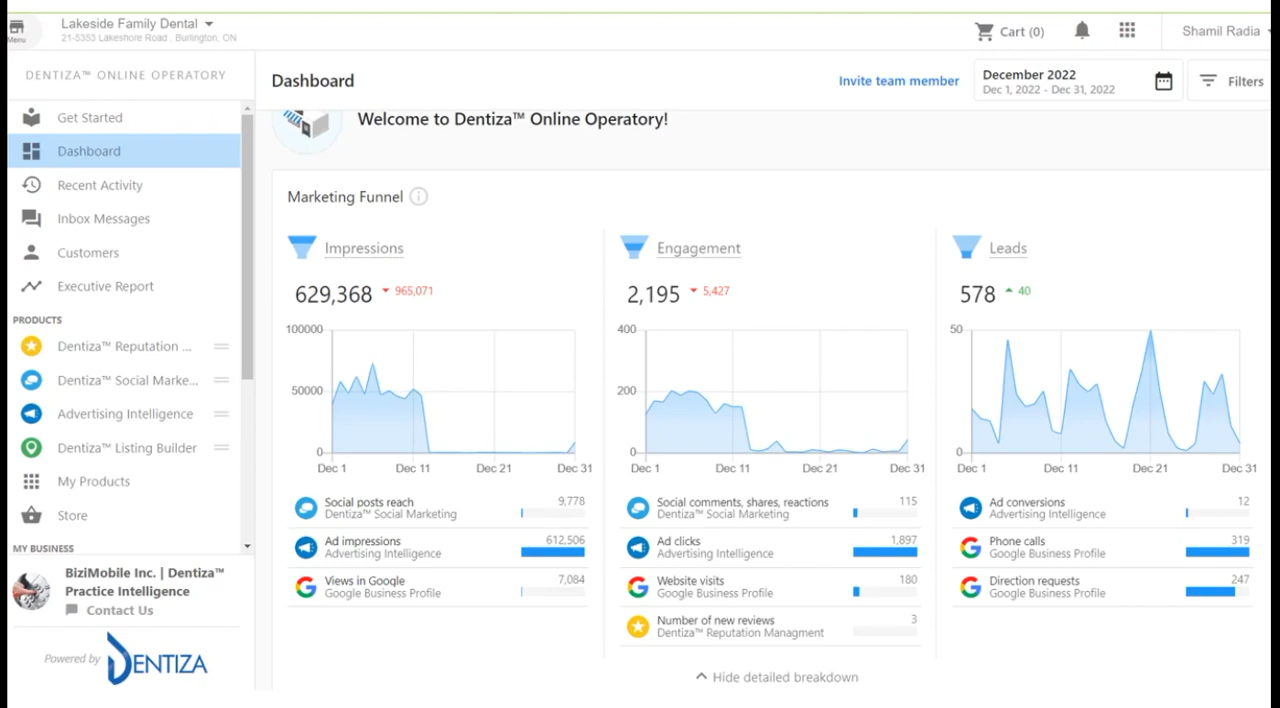 Menu
Lakeside Family Dental
21-5353 Lakeshore Road , Burlington, ON
Cart (0)
Shamil Radia
DENTIZA™ ONLINE OPERATORY
Get Started
Dashboard
Recent Activity
Inbox Messages
Customers
Executive Report
PRODUCTS
Dentiza™ Reputation ...
Dentiza™ Social Marke...
Advertising Intelligence
Dentiza™ Listing Builder
My Products
Store
MY BUSINESS
BiziMobile Inc. | Dentiza™
Practice Intelligence
Contact Us
Powered by DENTIZA
Dashboard
Invite team member
December 2022
Dec 1, 2022 - Dec 31, 2022
Filters
Welcome to Dentiza™ Online Operatory!
Marketing Funnel
Impressions
629,368 965,071
100000
50000
0
Dec 1 Dec 11 Dec 21 Dec 31
Social posts reach 9,778
Dentiza™ Social Marketing
Ad impressions 612,506
Advertising Intelligence
Views in Google 7,084
Google Business Profile
Engagement
2,195 5,427
400
200
0
Dec 1 Dec 11 Dec 21 Dec 31
Social comments, shares, reactions 115
Dentiza™ Social Marketing
Ad clicks 1,897
Advertising Intelligence
Website visits 180
Google Business Profile
Number of new reviews 3
Dentiza™ Reputation Managment
Leads
578 40
50
0
Dec 1 Dec 11 Dec 21 Dec 31
Ad conversions 12
Advertising Intelligence
Phone calls 319
Google Business Profile
Direction requests 247
Google Business Profile
Hide detailed breakdown